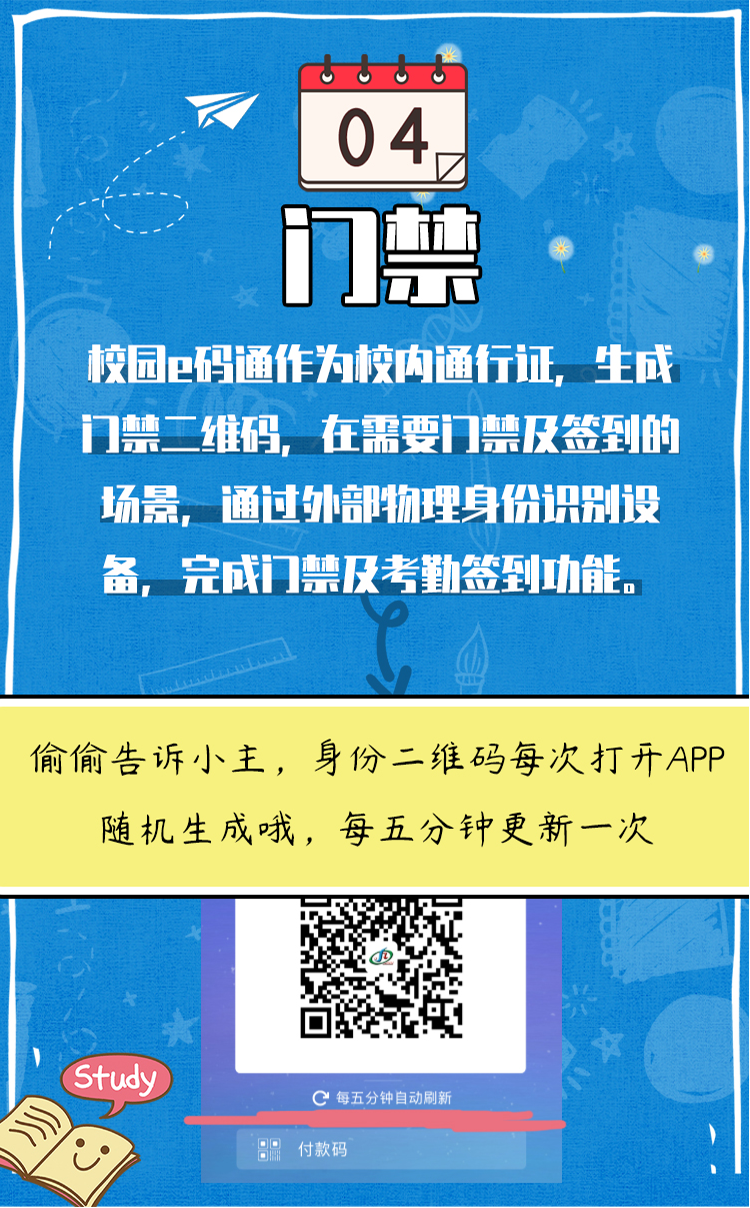 04
门禁
校园e码通作为校内通行证，生成
门禁二维码，在需要门禁及签到的
场景，通过外部物理身份识别设
备，完成门禁及考勤签到功能。
偷偷告诉小主，身份二维码每次打开APP
随机生成哦，每五分钟更新一次
每五分钟自动刷新
付款码
Study